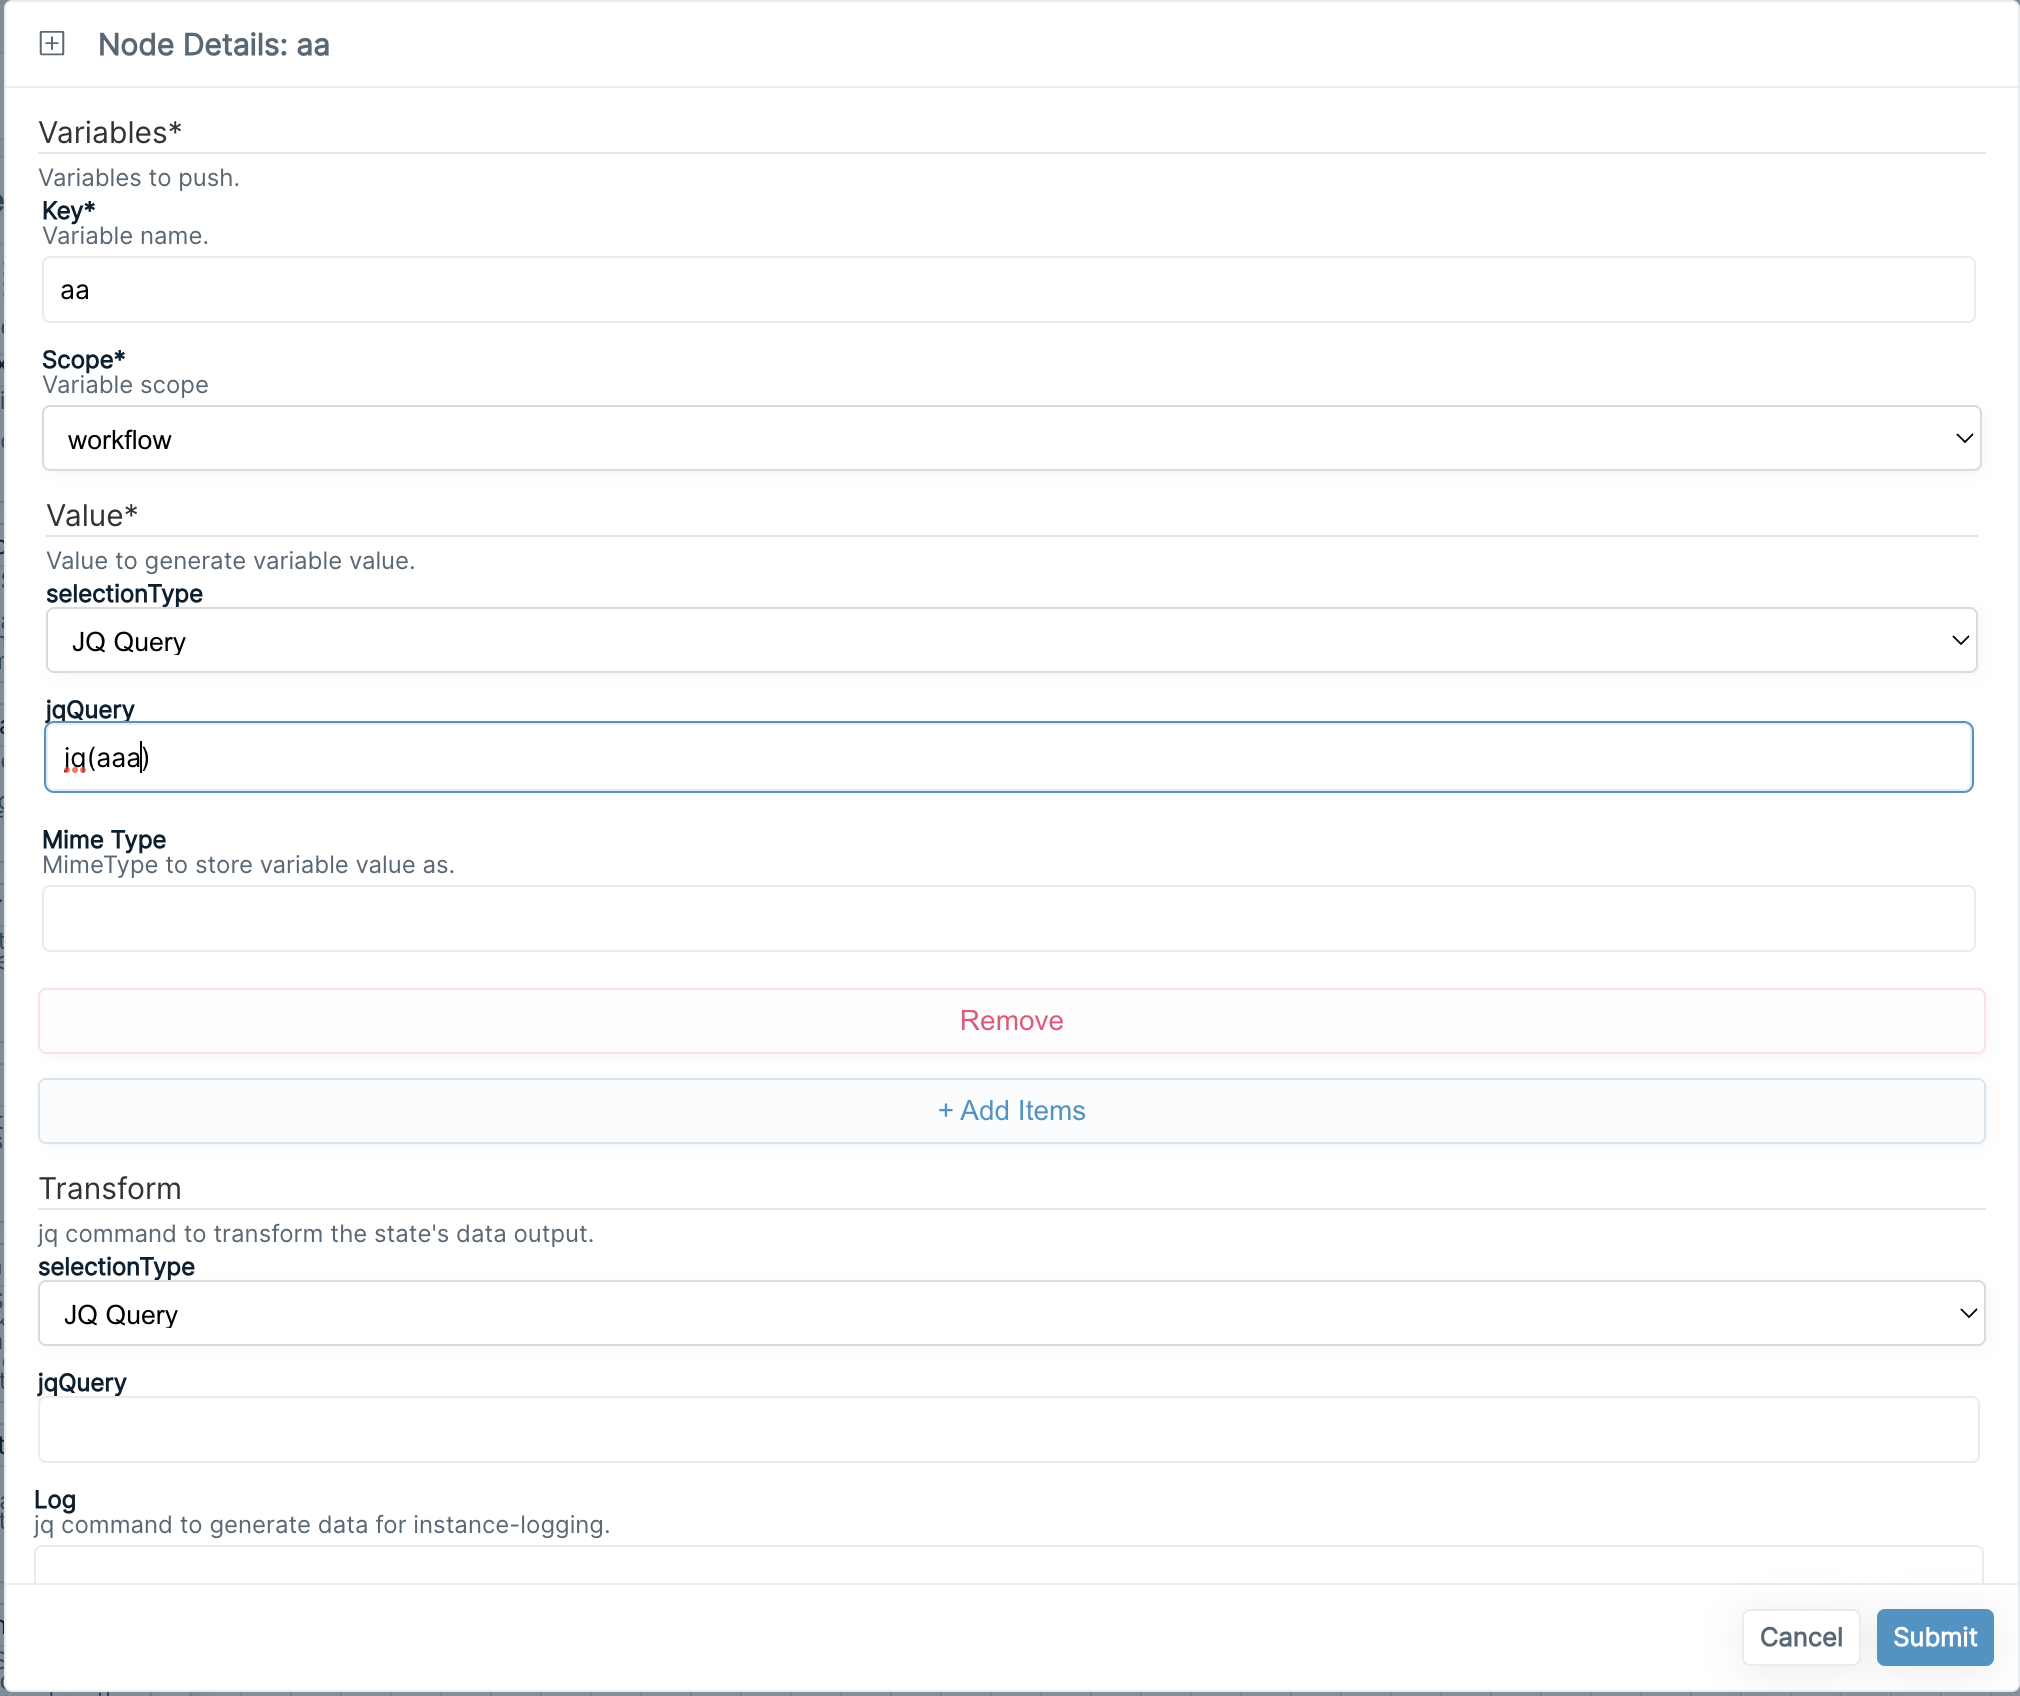 Node Details: aa
Variables*
Variables to push.
Key*
Variable name.
aa
Scope*
Variable scope
workflow
Value*
Value to generate variable value.
selectionType
JQ Query
jqQuery
jq(aaa)
Mime Type
MimeType to store variable value as.
Remove
+ Add Items
Transform
jq command to transform the state's data output.
selectionType
JQ Query
jqQuery
Log
jq command to generate data for instance-logging.
Cancel
Submit